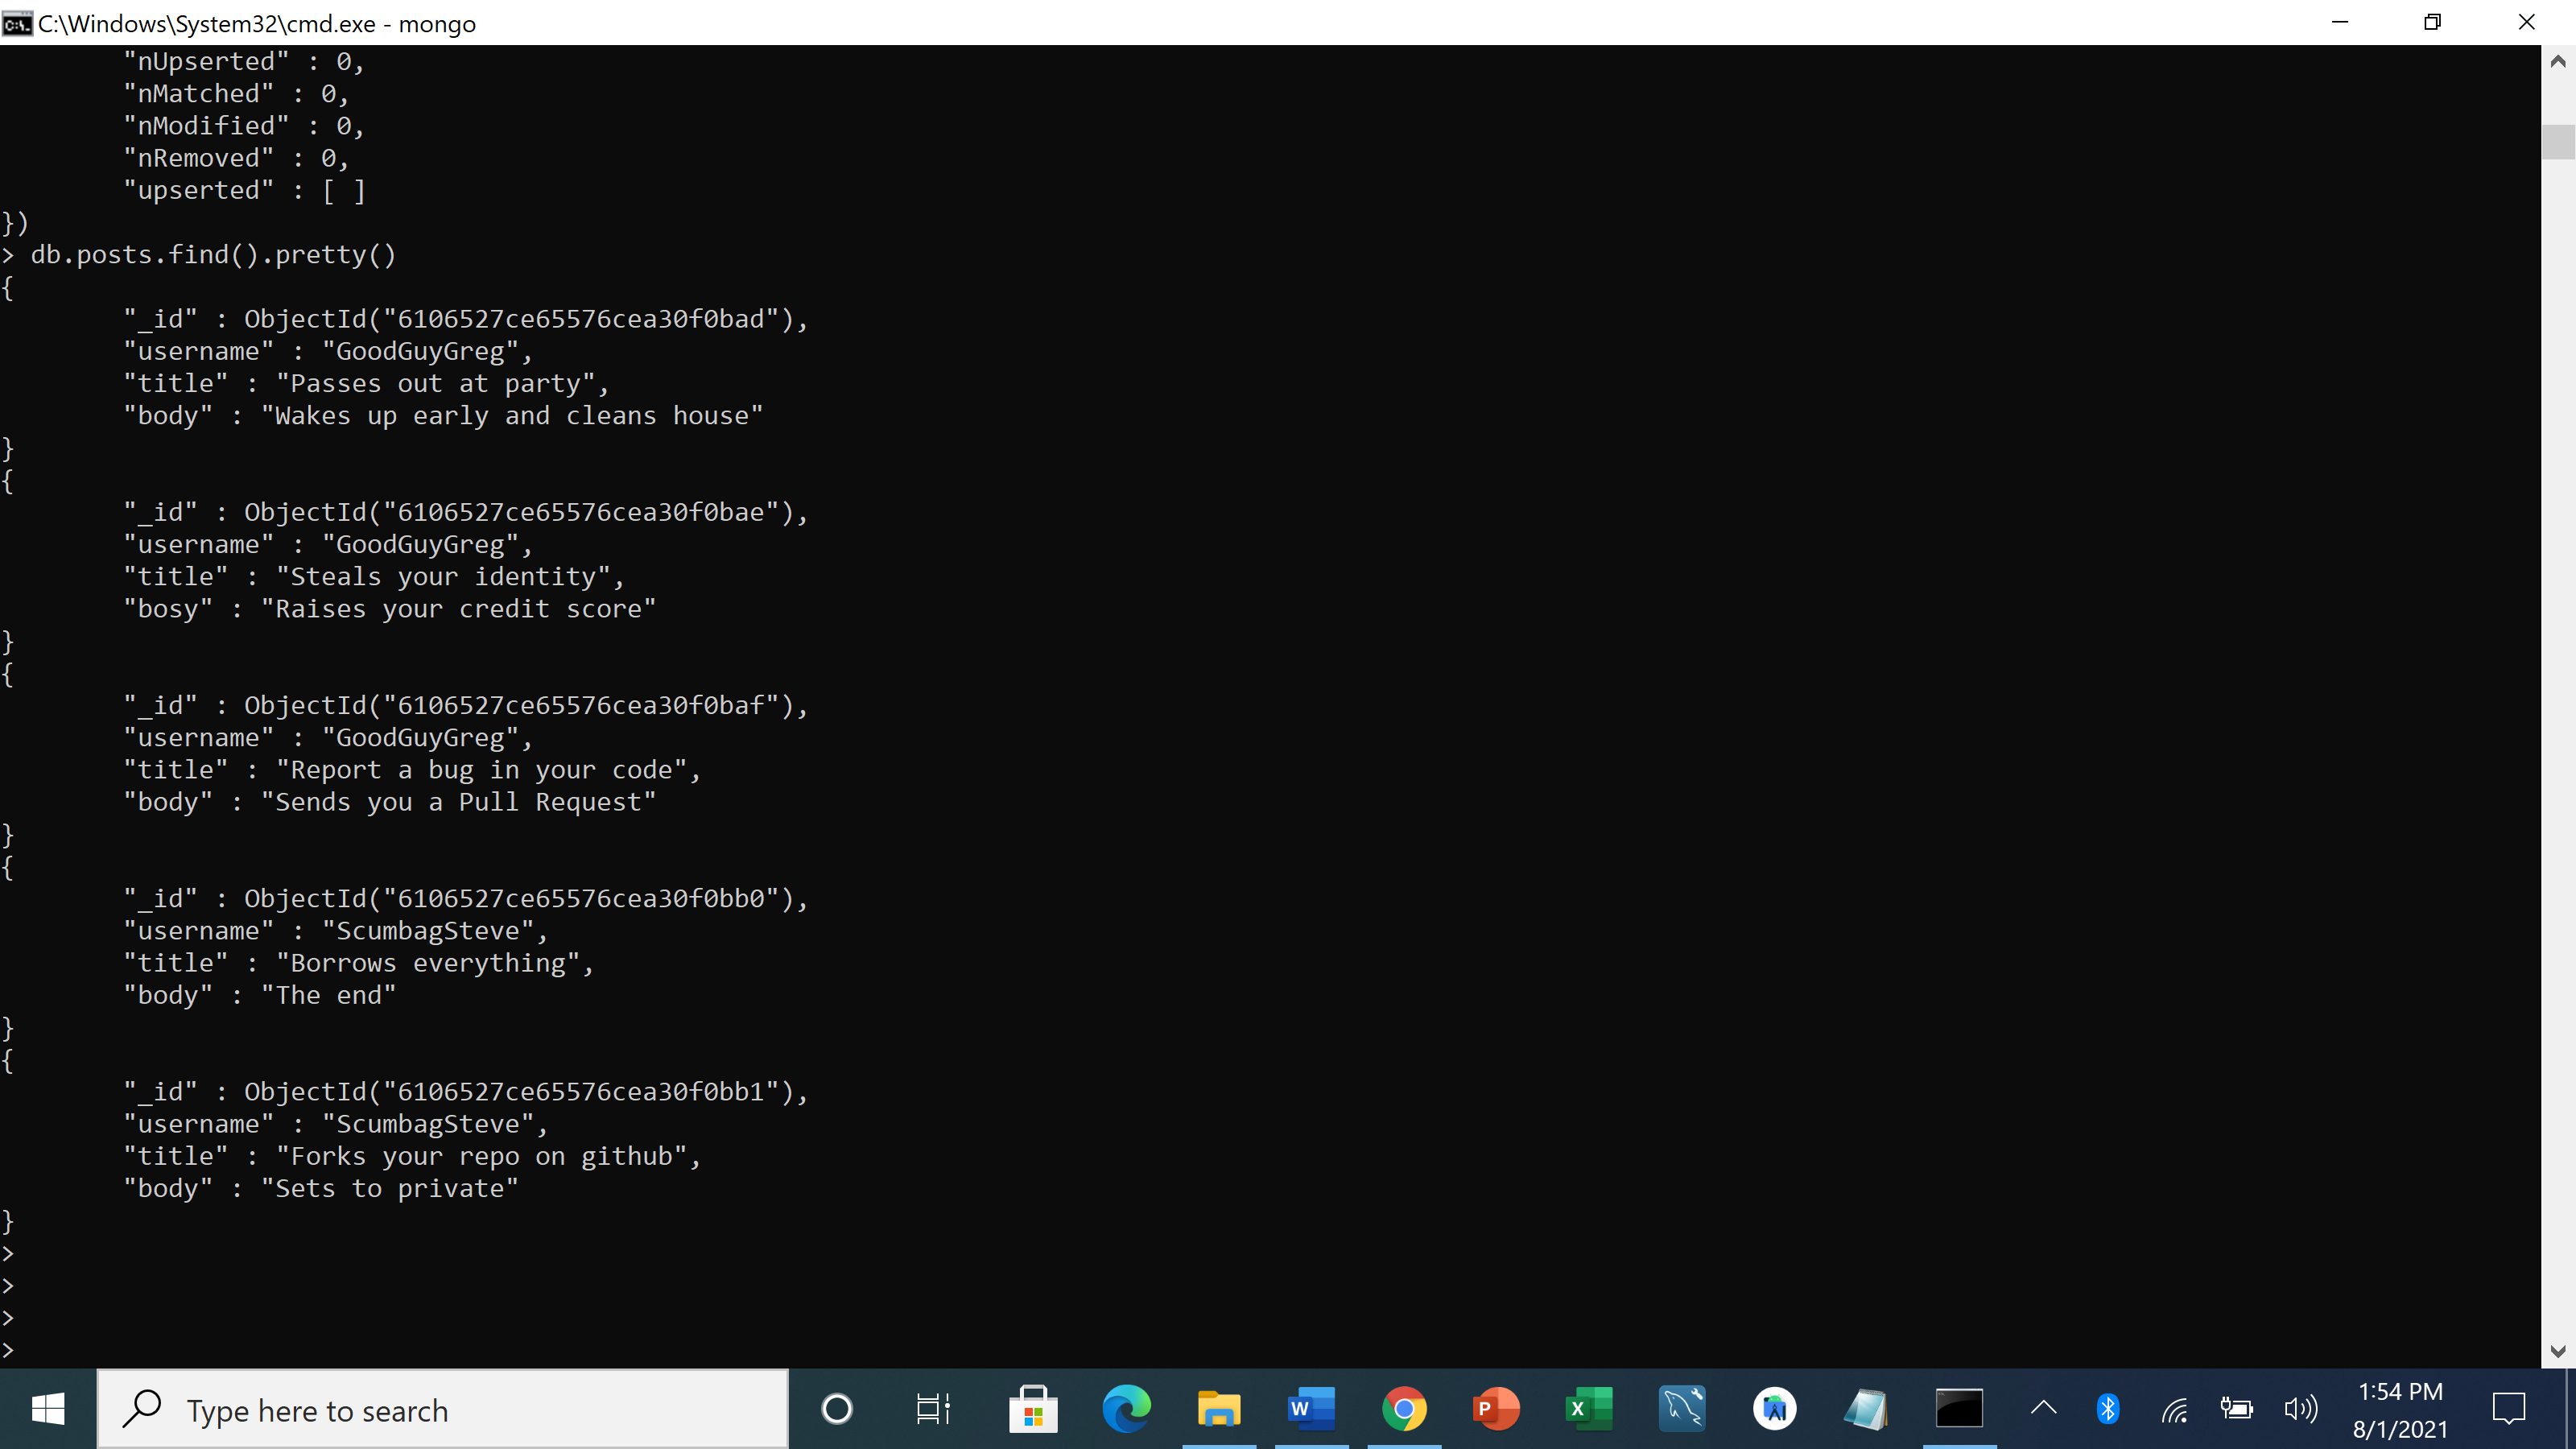 C:\Windows\System32\cmd.exe - mongo
"nUpserted" : 0,
"nMatched" : 0,
"nModified" : 0,
"nRemoved" : 0,
"upserted" : [ ]
})
> db.posts.find().pretty()
{
"_id" : ObjectId("6106527ce65576cea30f0bad"),
"username" : "GoodGuyGreg",
"title" : "Passes out at party",
"body" : "Wakes up early and cleans house"
}
{
"_id" : ObjectId("6106527ce65576cea30f0bae"),
"username" : "GoodGuyGreg",
"title" : "Steals your identity",
"bosy" : "Raises your credit score"
}
{
"_id" : ObjectId("6106527ce65576cea30f0baf"),
"username" : "GoodGuyGreg",
"title" : "Report a bug in your code",
"body" : "Sends you a Pull Request"
}
{
"_id" : ObjectId("6106527ce65576cea30f0bb0"),
"username" : "ScumbagSteve",
"title" : "Borrows everything",
"body" : "The end"
}
{
"_id" : ObjectId("6106527ce65576cea30f0bb1"),
"username" : "ScumbagSteve",
"title" : "Forks your repo on github",
"body" : "Sets to private"
}
>
>
>
>
Type here to search
1:54 PM
8/1/2021